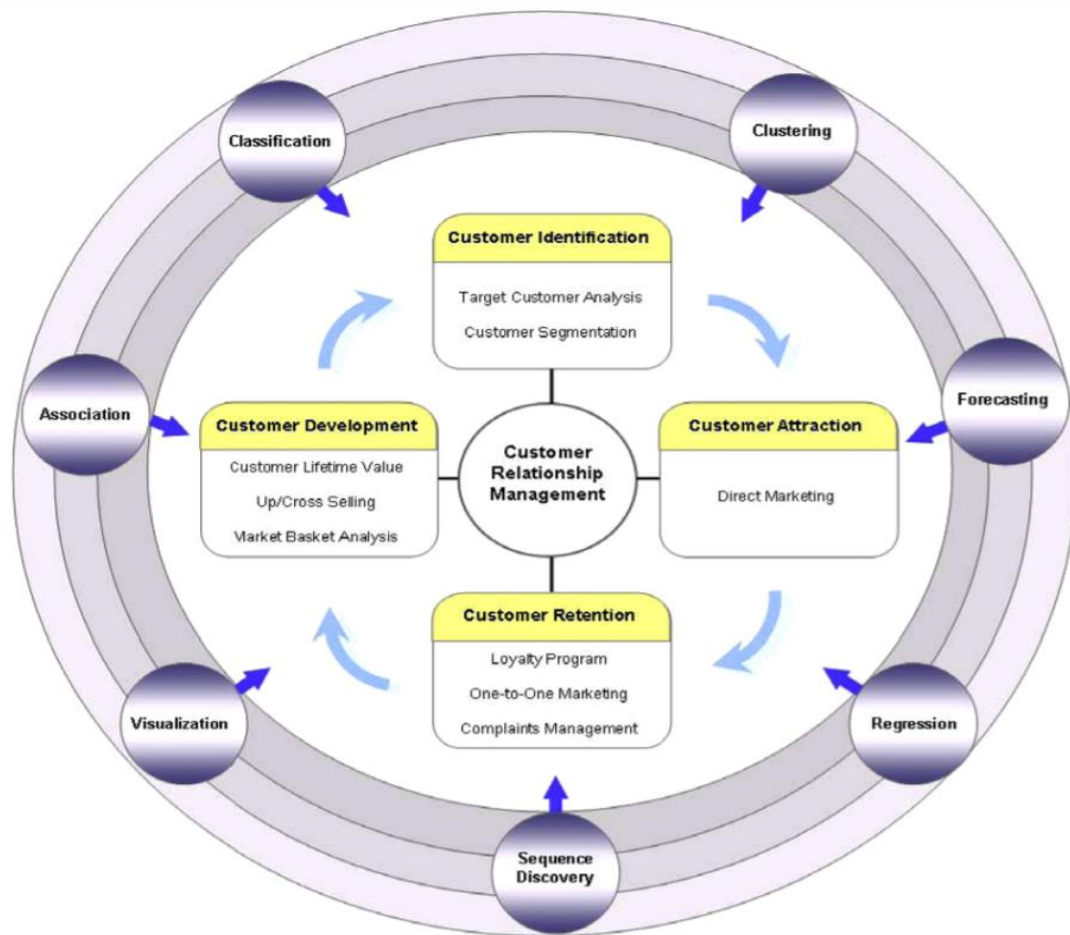 Classification
Clustering
Customer Identification
Target Customer Analysis
Customer Segmentation
Association
Forecasting
Customer Development
Customer Lifetime Value
Up/Cross Selling
Market Basket Analysis
Customer
Relationship
Management
Customer Attraction
Direct Marketing
Customer Retention
Loyalty Program
One-to-One Marketing
Complaints Management
Visualization
Regression
Sequence
Discovery